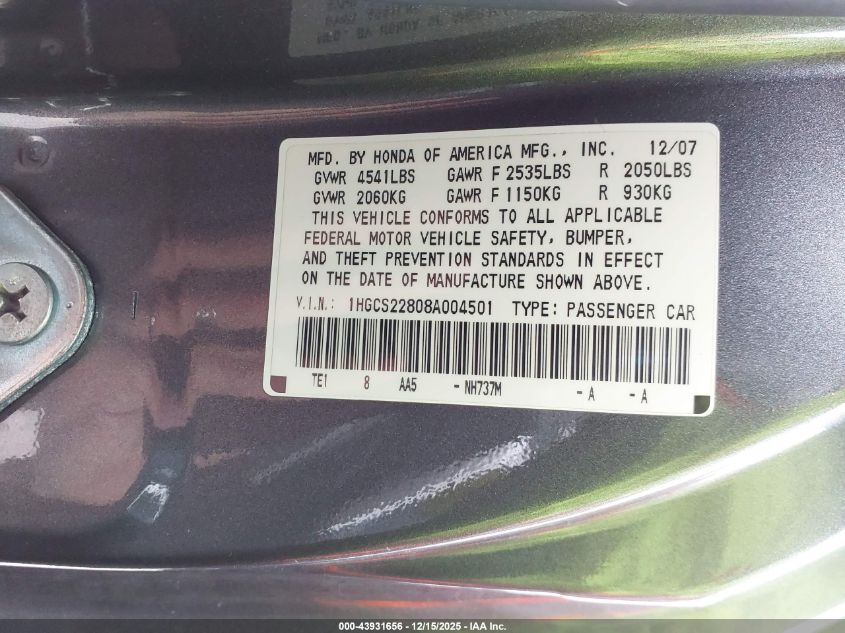 MFD. BY HONDA OF AMERICA MFG., INC. 12/07
GVWR 4541LBS GAWR F 2535LBS R 2050LBS
GVWR 2060KG GAWR F 1150KG R 930KG
THIS VEHICLE CONFORMS TO ALL APPLICABLE
FEDERAL MOTOR VEHICLE SAFETY, BUMPER,
AND THEFT PREVENTION STANDARDS IN EFFECT
ON THE DATE OF MANUFACTURE SHOWN ABOVE.
V.I.N.: 1HGCS22808A004501 TYPE: PASSENGER CAR
TE1 8 AA5 - NH737M - A - A
000-43931656 - 12/15/2025 - IAA Inc.